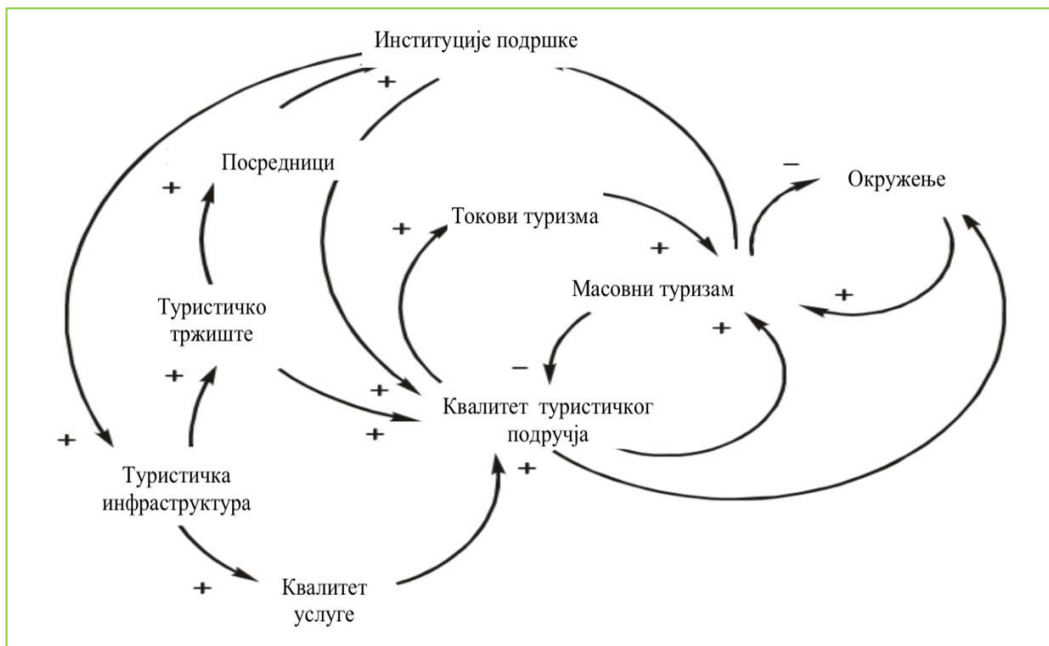 Институције подршке
+
Посредници
+
–
Окружење
Токови туризма
+
+
Масовни туризам
+
Туристичко
тржиште
+
+
–
+
Квалитет туристичког
подручја
+
+
Туристичка
инфраструктура
+
+
Квалитет
услуге